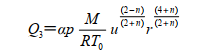 Q₃ = αp M/RT₀ u^((2−n)/(2+n)) r^((4+n)/(2+n))